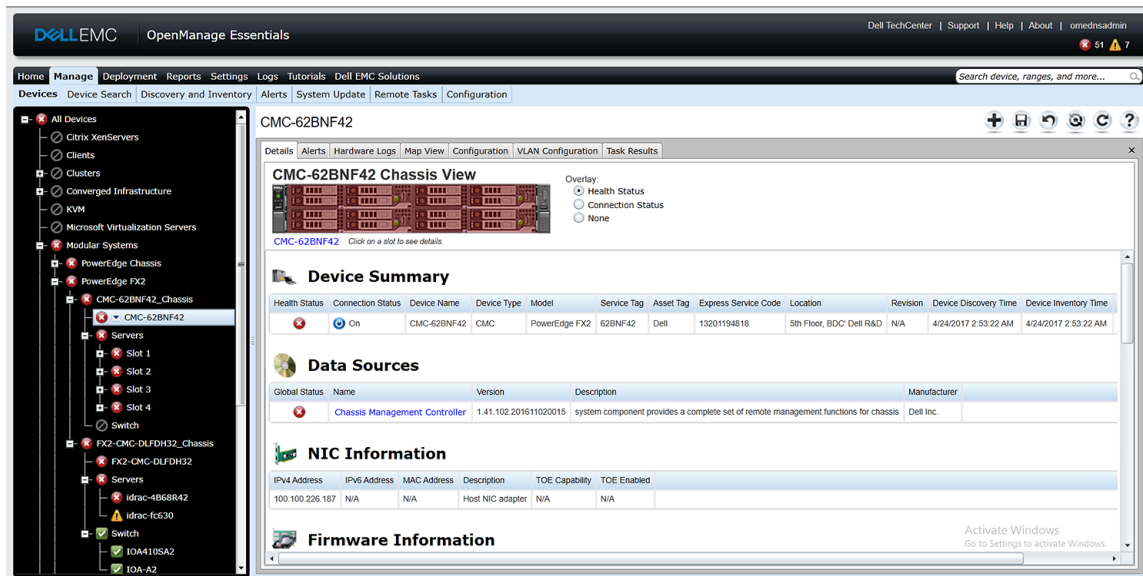 Dell TechCenter | Support | Help | About | omednsadmin
DELLEMC OpenManage Essentials
51 7
Home Manage Deployment Reports Settings Logs Tutorials Dell EMC Solutions
Search device, ranges, and more...
Devices Device Search Discovery and Inventory Alerts System Update Remote Tasks Configuration
All Devices
Citrix XenServers
Clients
Clusters
Converged Infrastructure
KVM
Microsoft Virtualization Servers
Modular Systems
PowerEdge Chassis
PowerEdge FX2
CMC-62BNF42_Chassis
CMC-62BNF42
Servers
Slot 1
Slot 2
Slot 3
Slot 4
Switch
FX2-CMC-DLFDH32_Chassis
FX2-CMC-DLFDH32
Servers
idrac-4B68R42
idrac-fc630
Switch
IOA410SA2
IOA-A2
CMC-62BNF42
Details Alerts Hardware Logs Map View Configuration VLAN Configuration Task Results
CMC-62BNF42 Chassis View
Overlay:
Health Status
Connection Status
None
CMC-62BNF42 Click on a slot to see details.
Device Summary
Health Status Connection Status Device Name Device Type Model Service Tag Asset Tag Express Service Code Location Revision Device Discovery Time Device Inventory Time
On CMC-62BNF42 CMC PowerEdge FX2 62BNF42 Dell 13201194818 5th Floor, BDC' Dell R&D N/A 4/24/2017 2:53:22 AM 4/24/2017 2:53:22 AM
Data Sources
Global Status Name Version Description Manufacturer
Chassis Management Controller 1.41.102.201611020015 system component provides a complete set of remote management functions for chassis Dell Inc.
NIC Information
IPv4 Address IPv6 Address MAC Address Description TOE Capability TOE Enabled
100.100.226.187 N/A N/A Host NIC adapter N/A N/A
Firmware Information
Activate Windows
Go to Settings to activate Windows.